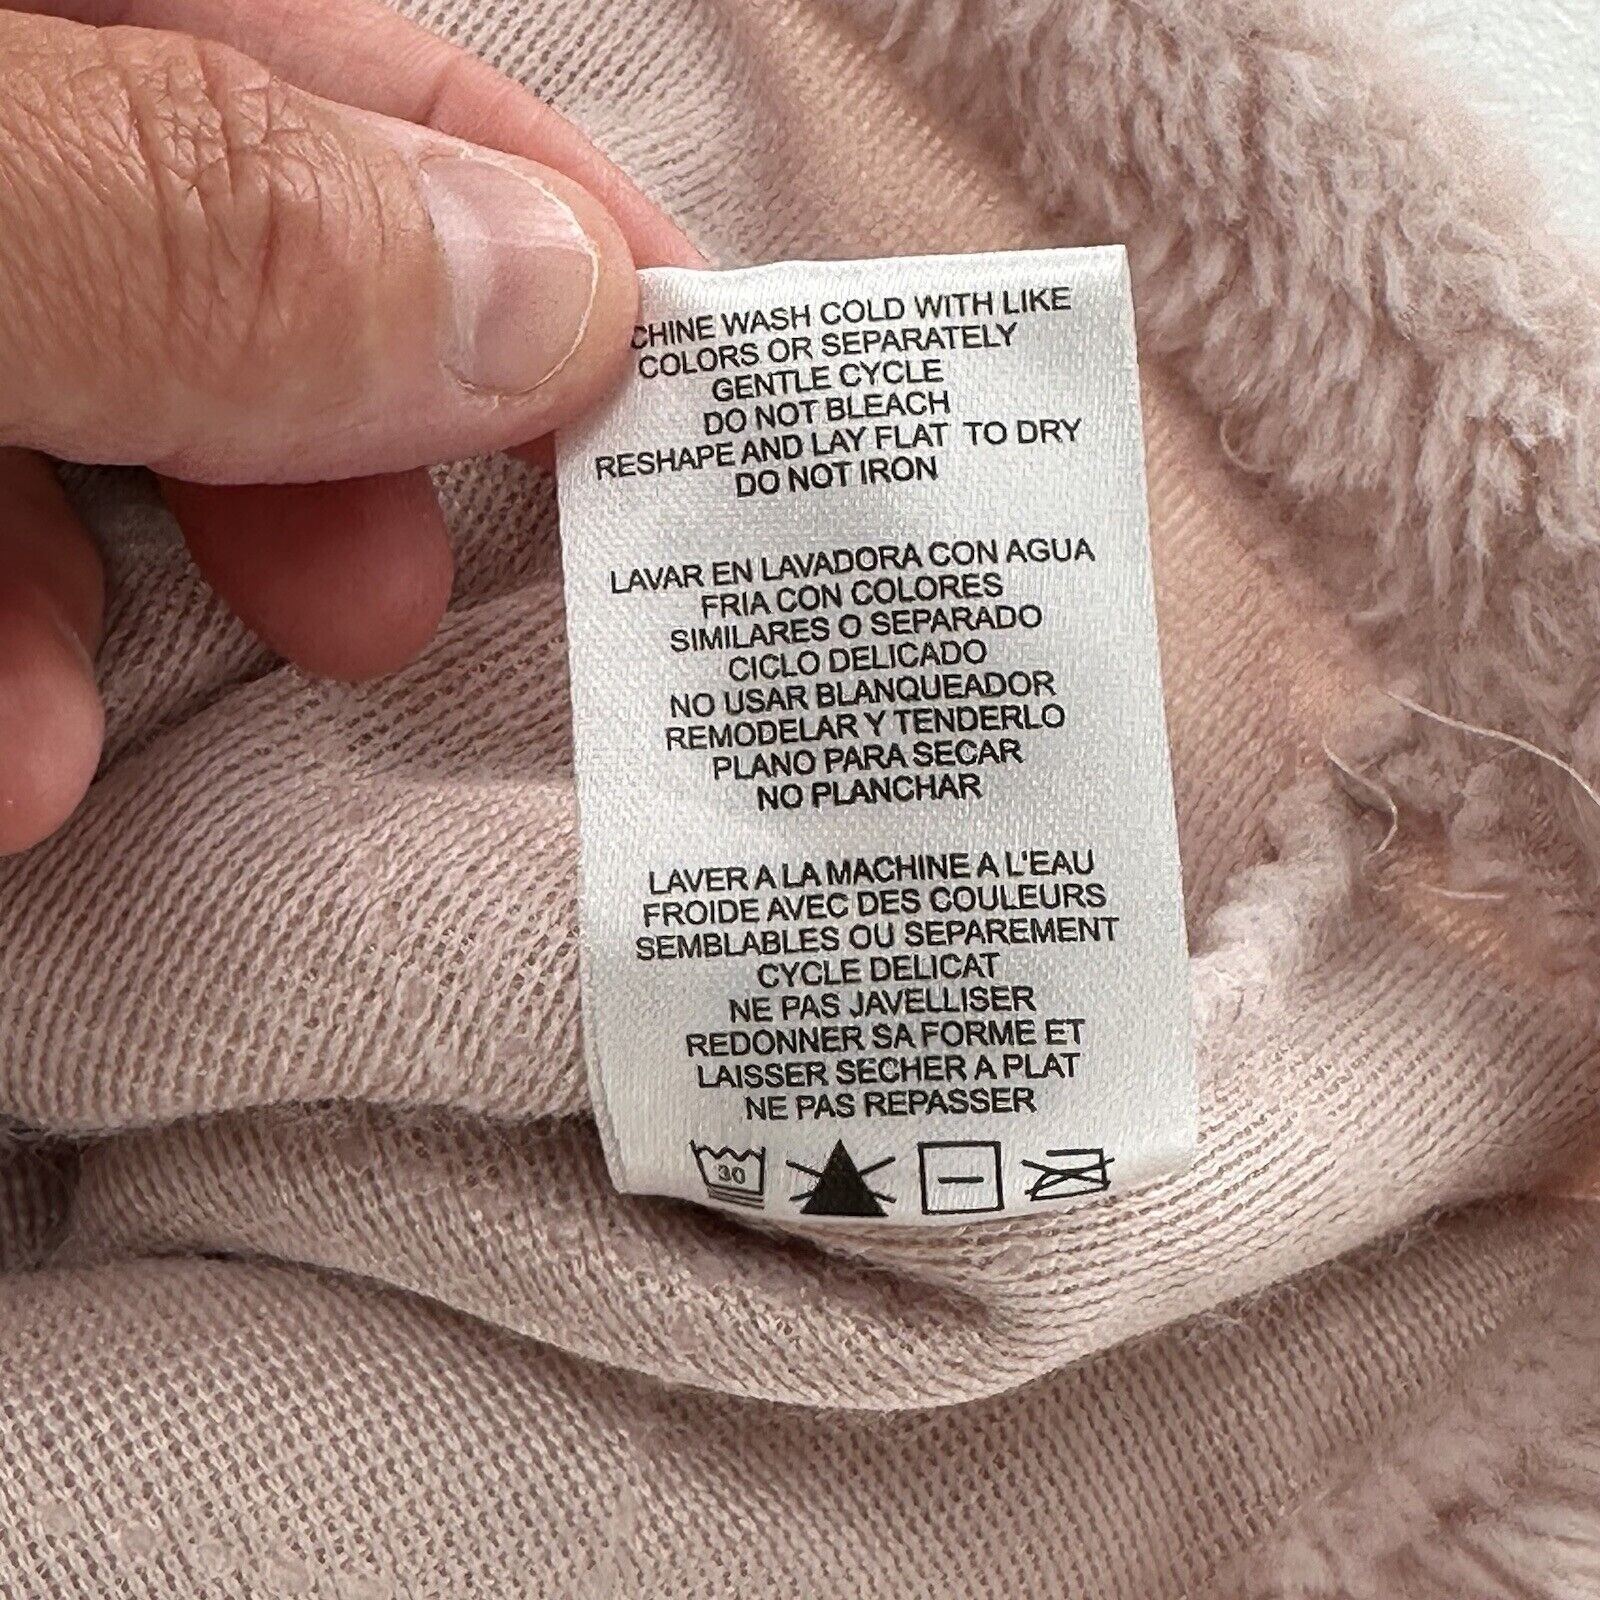 CHINE WASH COLD WITH LIKE
COLORS OR SEPARATELY
GENTLE CYCLE
DO NOT BLEACH
RESHAPE AND LAY FLAT TO DRY
DO NOT IRON
LAVAR EN LAVADORA CON AGUA
FRIA CON COLORES
SIMILARES O SEPARADO
CICLO DELICADO
NO USAR BLANQUEADOR
REMODELAR Y TENDERLO
PLANO PARA SECAR
NO PLANCHAR
LAVER A LA MACHINE A L'EAU
FROIDE AVEC DES COULEURS
SEMBLABLES OU SEPAREMENT
CYCLE DELICAT
NE PAS JAVELLISER
REDONNER SA FORME ET
LAISSER SECHER A PLAT
NE PAS REPASSER
30